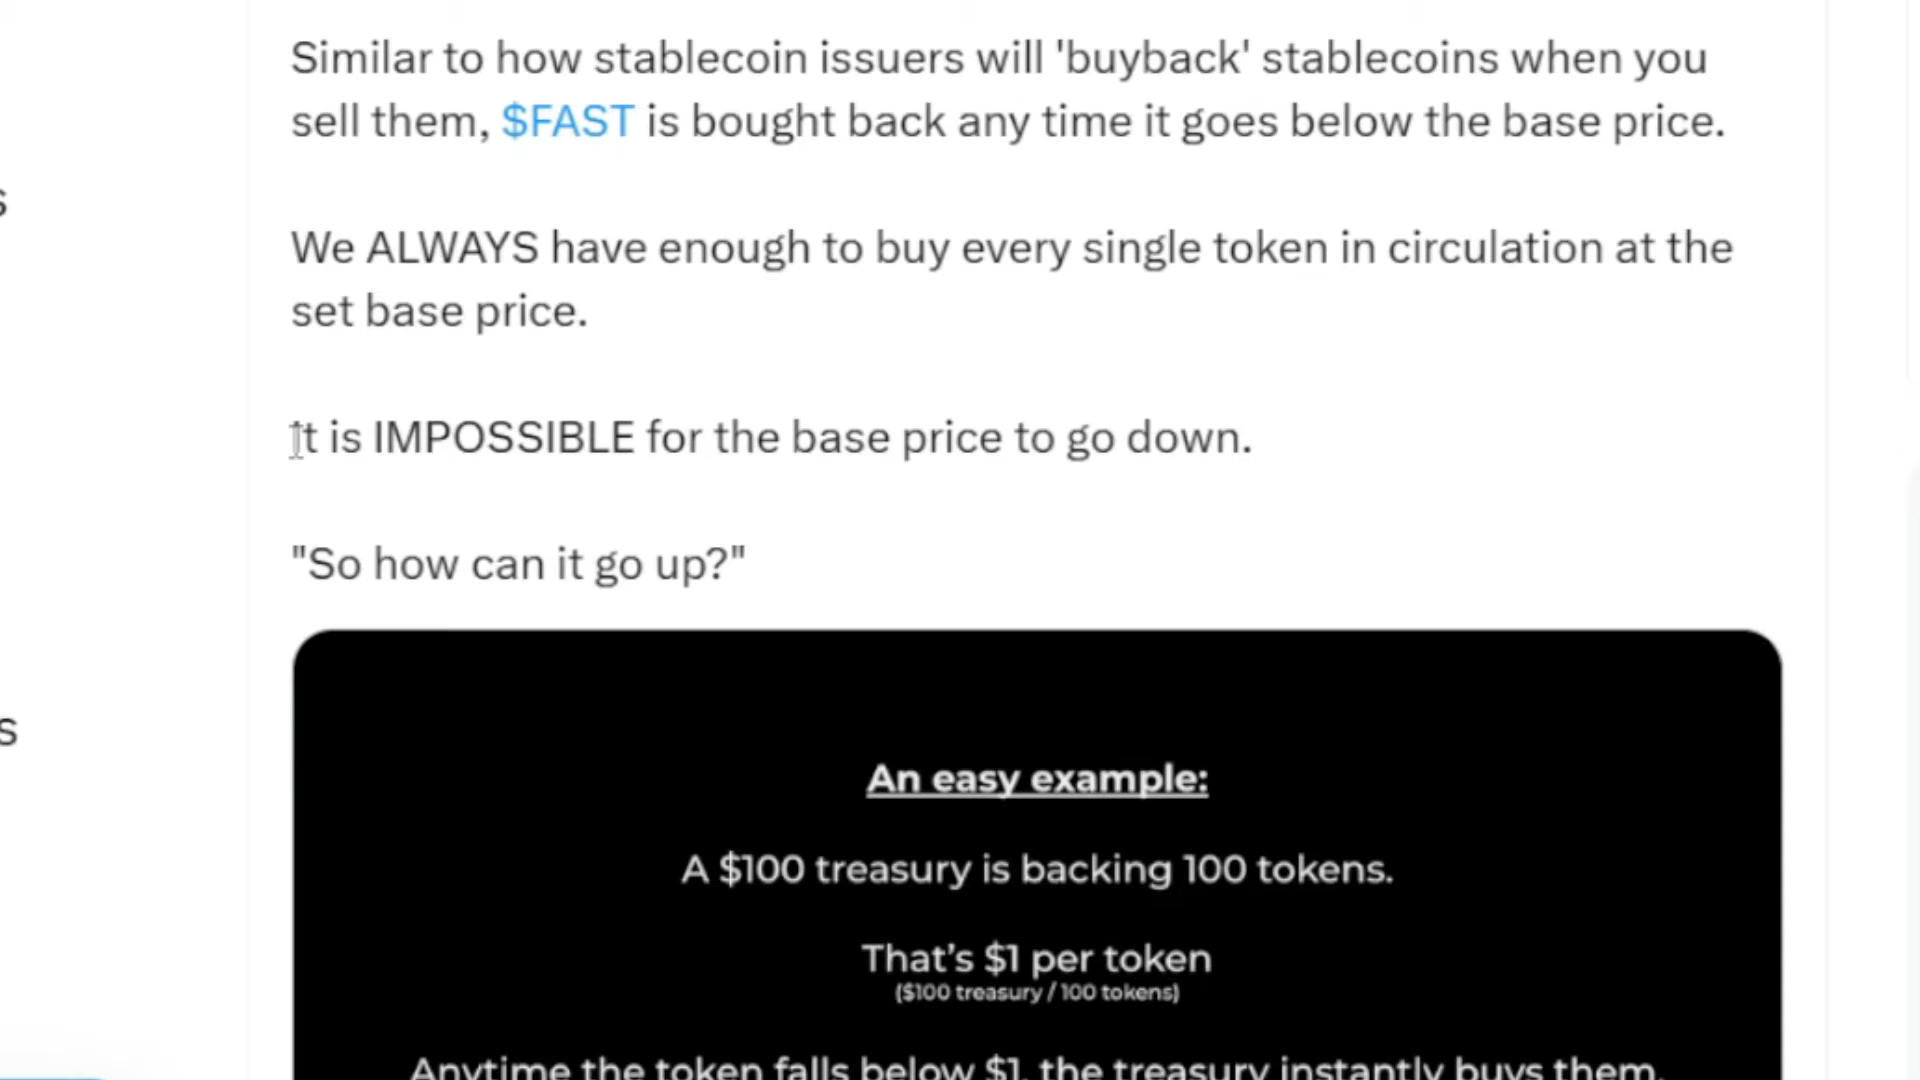 Similar to how stablecoin issuers will 'buyback' stablecoins when you
sell them, $FAST is bought back any time it goes below the base price.
We ALWAYS have enough to buy every single token in circulation at the
set base price.
It is IMPOSSIBLE for the base price to go down.
"So how can it go up?"
An easy example:
A $100 treasury is backing 100 tokens.
That's $1 per token
($100 treasury / 100 tokens)
Anytime the token falls below $1, the treasury instantly buys them.